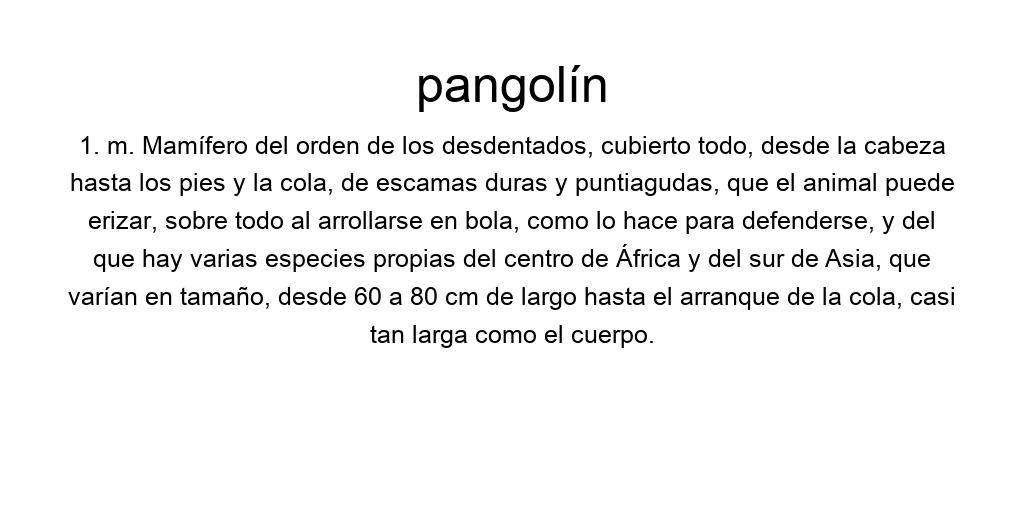 pangolín
1. m. Mamífero del orden de los desdentados, cubierto todo, desde la cabeza
hasta los pies y la cola, de escamas duras y puntiagudas, que el animal puede
erizar, sobre todo al arrollarse en bola, como lo hace para defenderse, y del
que hay varias especies propias del centro de África y del sur de Asia, que
varían en tamaño, desde 60 a 80 cm de largo hasta el arranque de la cola, casi
tan larga como el cuerpo.